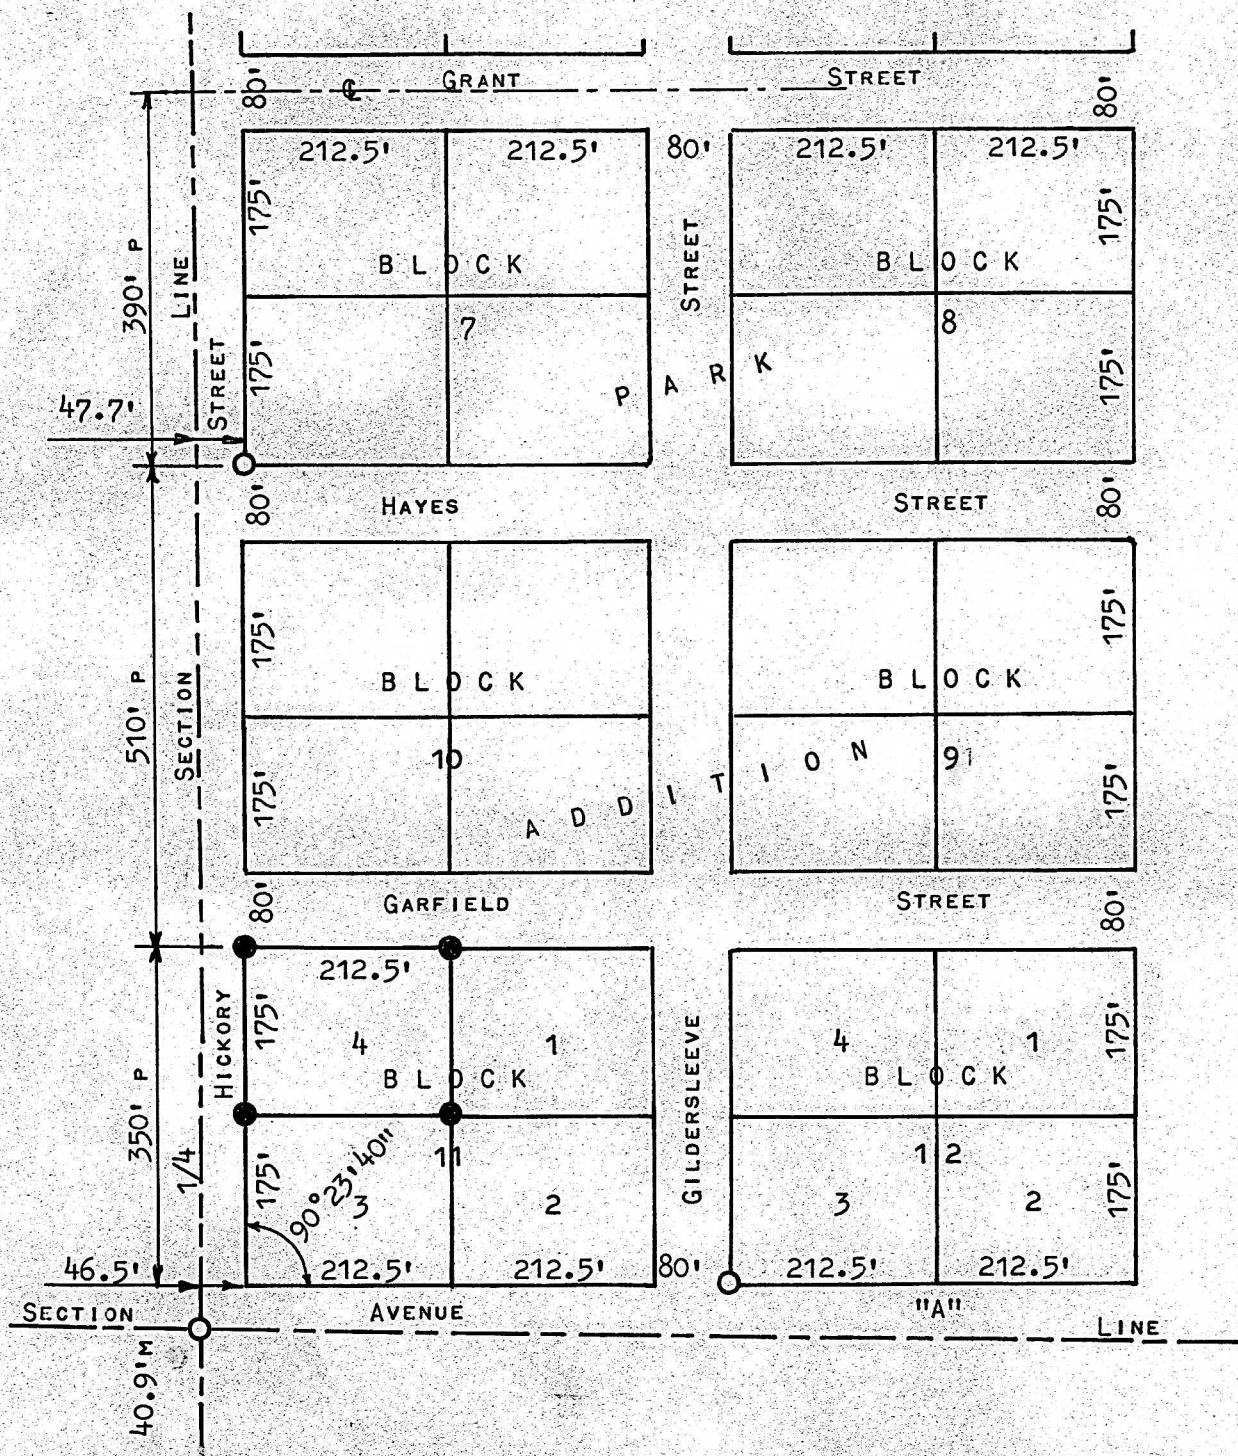 80'
℄
GRANT
STREET
80'
212.5'
212.5'
80'
212.5'
212.5'
175'
175'
390' P
LINE
STREET
BLOCK
BLOCK
7
8
STREET
175'
PARK
175'
47.7'
80'
HAYES
STREET
80'
175'
175'
510' P
SECTION
BLOCK
BLOCK
10
9
175'
ADDITION
175'
80'
GARFIELD
STREET
80'
212.5'
HICKORY
175'
4
1
4
1
175'
BLOCK
BLOCK
350' P
1/4
175'
90°23'40"
11
12
3
2
GILDERSLEEVE
3
2
175'
46.5'
212.5'
212.5'
80'
212.5'
212.5'
SECTION
AVENUE
"A"
LINE
40.9'M